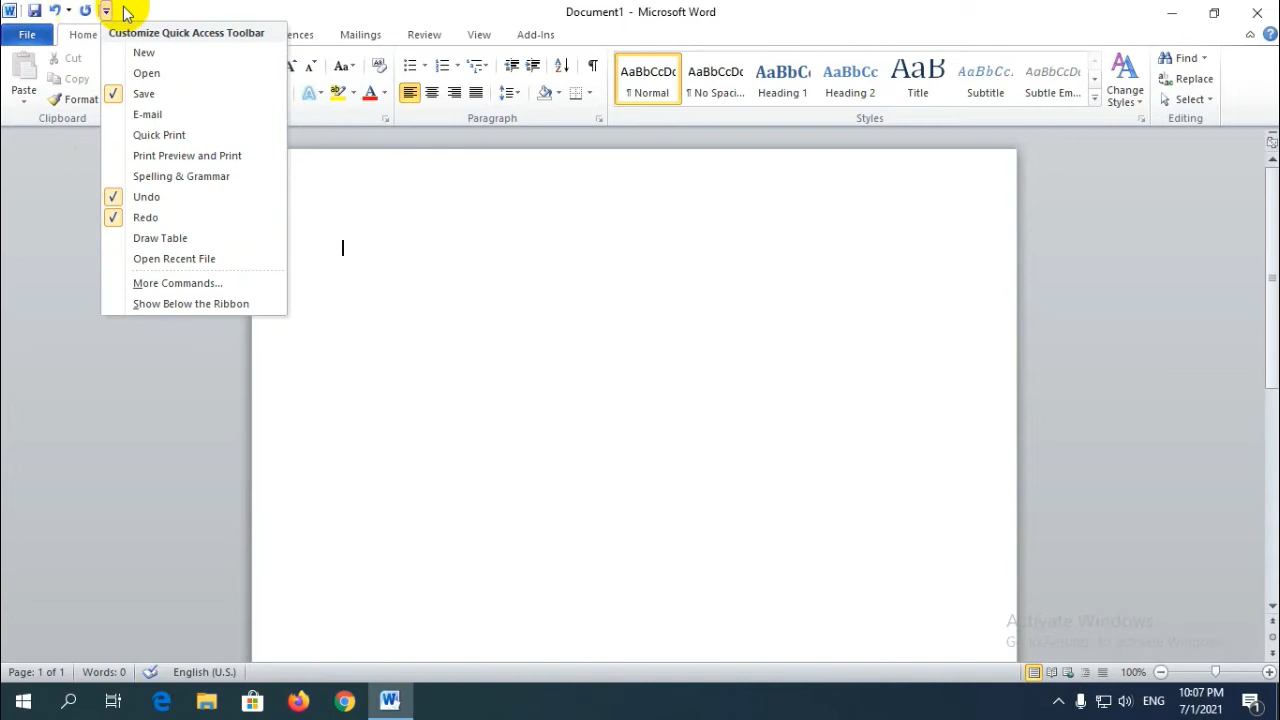 Document1 - Microsoft Word
File
Home
ences
Mailings
Review
View
Add-Ins
Customize Quick Access Toolbar
New
Open
Save
E-mail
Quick Print
Print Preview and Print
Spelling & Grammar
Undo
Redo
Draw Table
Open Recent File
More Commands...
Show Below the Ribbon
Paste
Cut
Copy
Format
Clipboard
Aa
A
Paragraph
AaBbCcDc
¶ Normal
AaBbCcDc
¶ No Spaci...
AaBbC
Heading 1
AaBbCc
Heading 2
AaB
Title
AaBbCc.
Subtitle
AaBbCcDc
Subtle Em...
Change
Styles
Styles
Find
Replace
Select
Editing
Activate Windows
Page: 1 of 1
Words: 0
English (U.S.)
100%
ENG
10:07 PM
7/1/2021